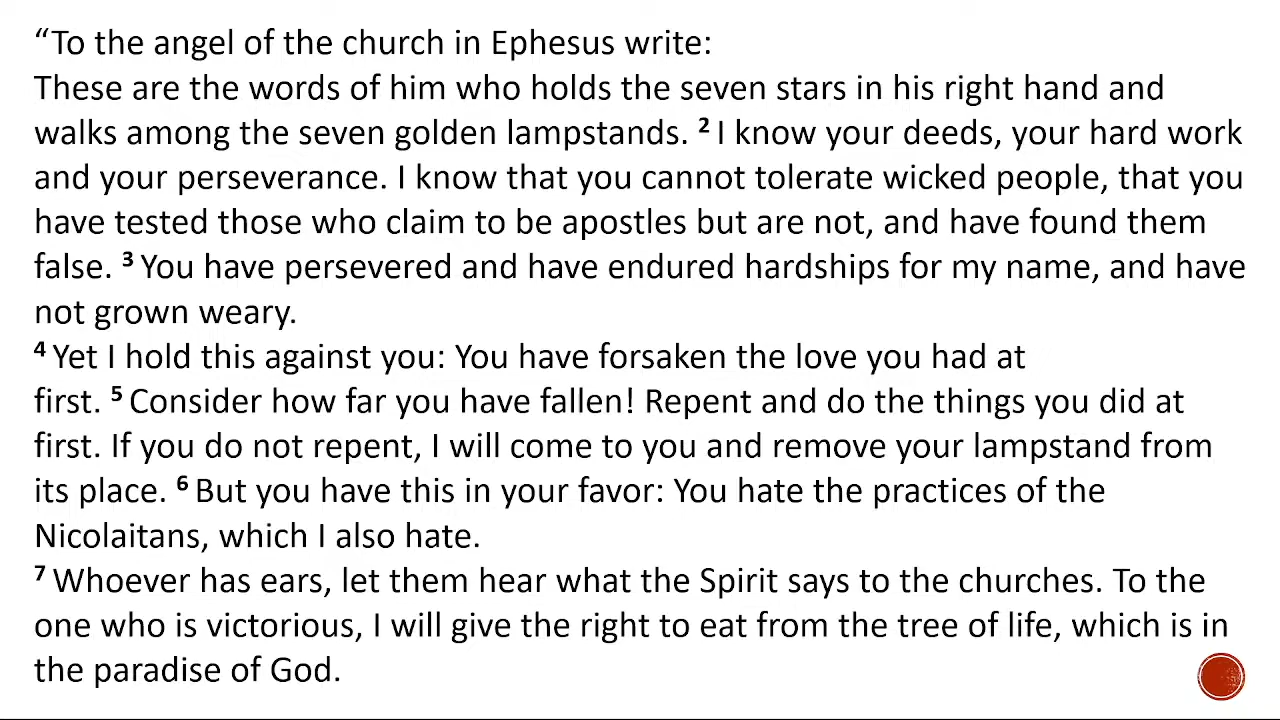 “To the angel of the church in Ephesus write:
These are the words of him who holds the seven stars in his right hand and
walks among the seven golden lampstands. ² I know your deeds, your hard work
and your perseverance. I know that you cannot tolerate wicked people, that you
have tested those who claim to be apostles but are not, and have found them
false. ³ You have persevered and have endured hardships for my name, and have
not grown weary.
⁴ Yet I hold this against you: You have forsaken the love you had at
first. ⁵ Consider how far you have fallen! Repent and do the things you did at
first. If you do not repent, I will come to you and remove your lampstand from
its place. ⁶ But you have this in your favor: You hate the practices of the
Nicolaitans, which I also hate.
⁷ Whoever has ears, let them hear what the Spirit says to the churches. To the
one who is victorious, I will give the right to eat from the tree of life, which is in
the paradise of God.